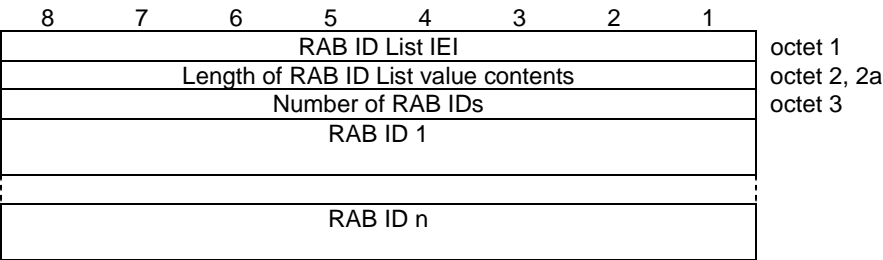 8 7 6 5 4 3 2 1
RAB ID List IEI octet 1
Length of RAB ID List value contents octet 2, 2a
Number of RAB IDs octet 3
RAB ID 1
RAB ID n